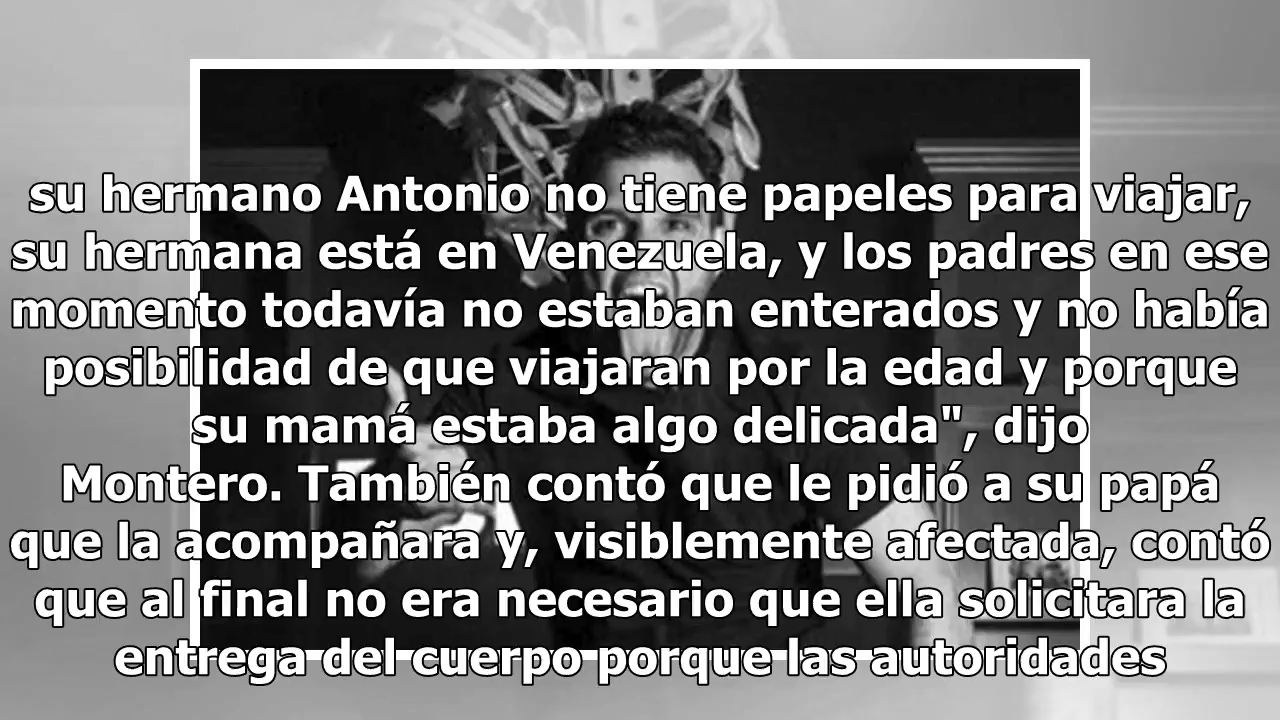 su hermano Antonio no tiene papeles para viajar,
su hermana está en Venezuela, y los padres en ese
momento todavía no estaban enterados y no había
posibilidad de que viajaran por la edad y porque
su mamá estaba algo delicada", dijo
Montero. También contó que le pidió a su papá
que la acompañara y, visiblemente afectada, contó
que al final no era necesario que ella solicitara la
entrega del cuerpo porque las autoridades